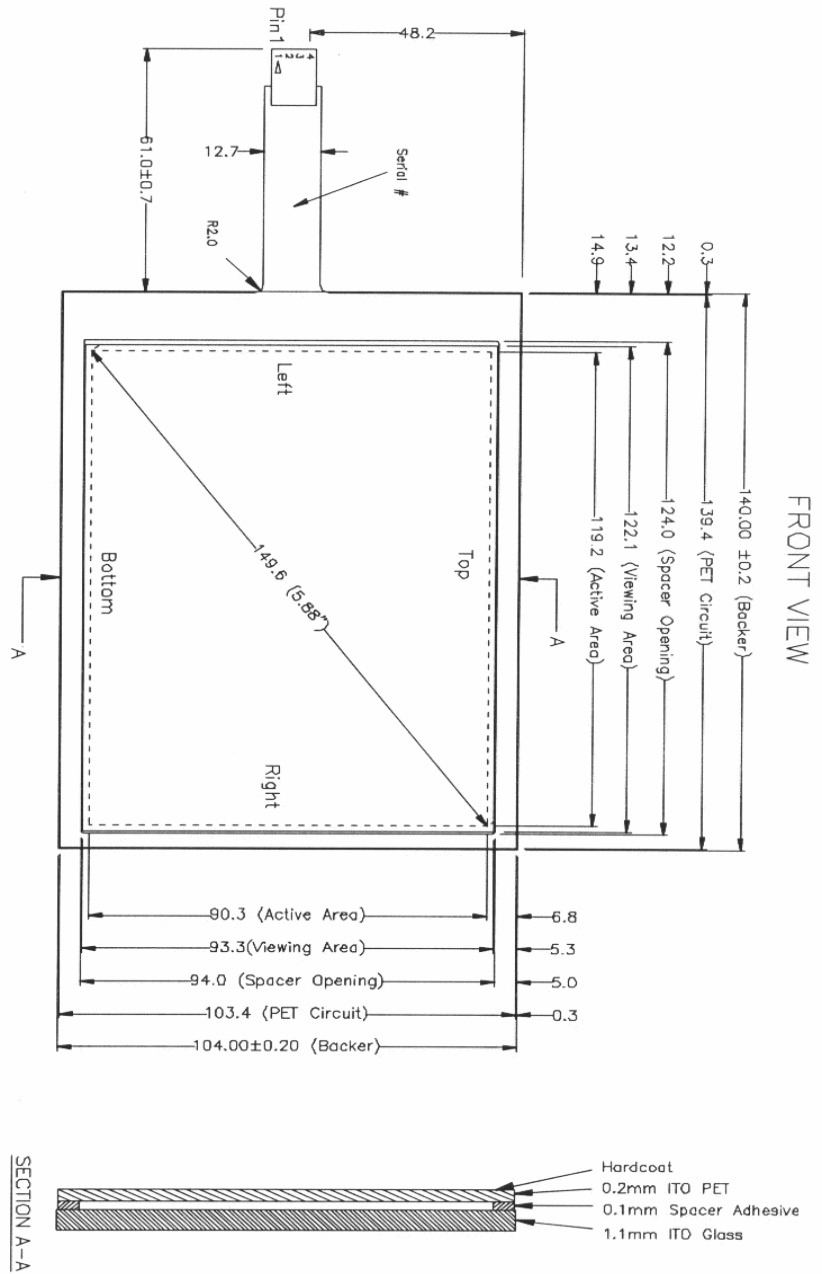 FRONT VIEW
Pin1
1 2 3 4
48.2
61.0±0.7
12.7
Serial #
R2.0
14.9
13.4
12.2
0.3
140.00 ±0.2 (Backer)
139.4 (PET Circuit)
124.0 (Spacer Opening)
122.1 (Viewing Area)
119.2 (Active Area)
Left
Top
Bottom
Right
149.6 (5.88")
A
A
90.3 (Active Area)
6.8
93.3(Viewing Area)
5.3
94.0 (Spacer Opening)
5.0
103.4 (PET Circuit)
0.3
104.00±0.20 (Backer)
SECTION A-A
Hardcoat
0.2mm ITO PET
0.1mm Spacer Adhesive
1.1mm ITO Glass